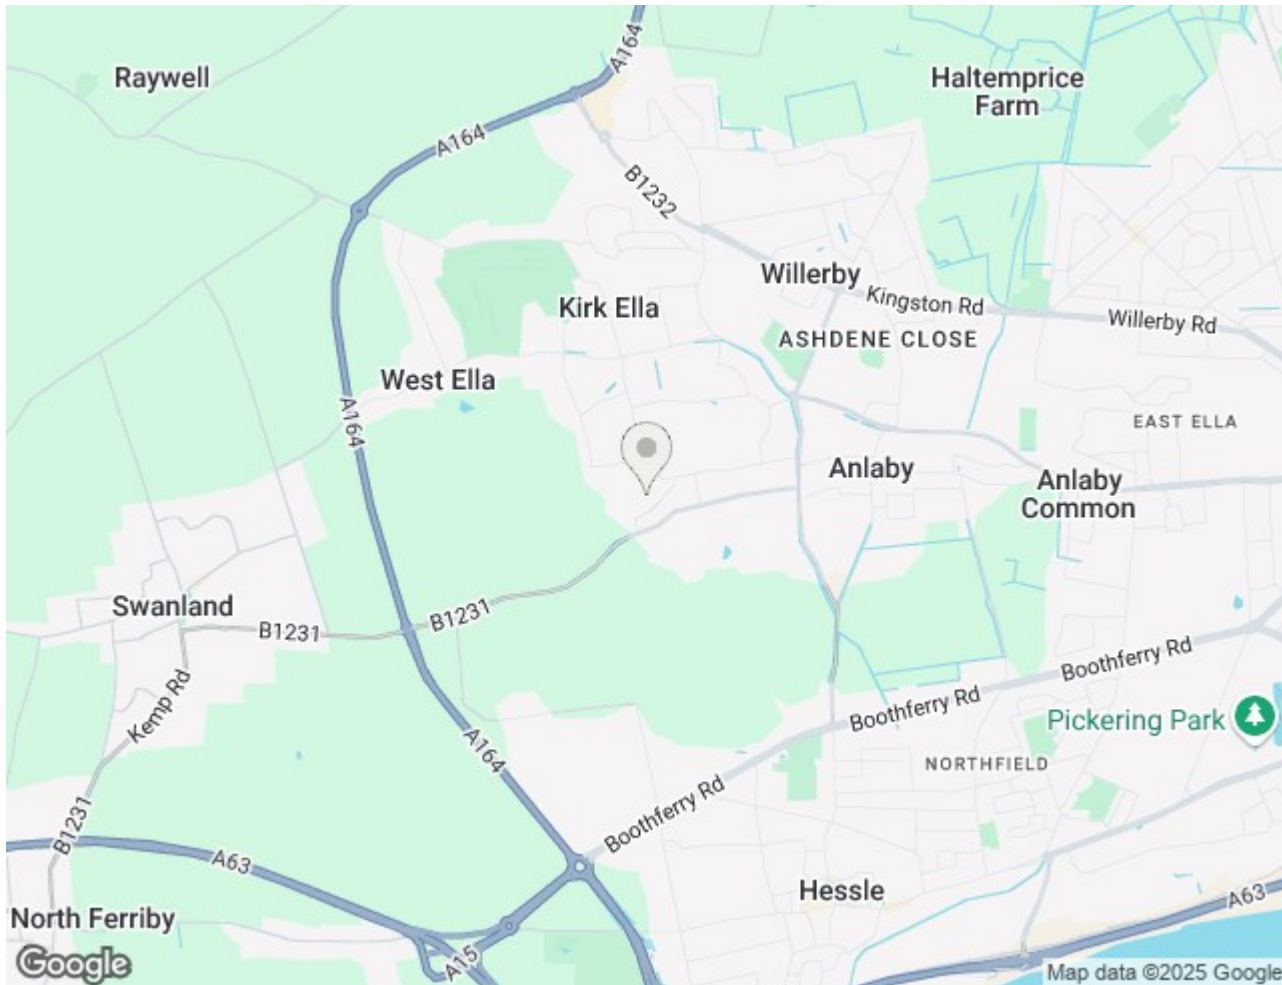 A164
Raywell
Haltemprice
Farm
A164
B1232
Willerby
Kingston Rd
Kirk Ella
Willerby Rd
ASHDENE CLOSE
West Ella
A164
EAST ELLA
Anlaby
Anlaby
Common
Swanland
B1231
B1231
Boothferry Rd
Kemp Rd
Boothferry Rd
Pickering Park
A164
NORTHFIELD
Boothferry Rd
B1231
A63
Hessle
A63
North Ferriby
A15
Google
Map data ©2025 Google